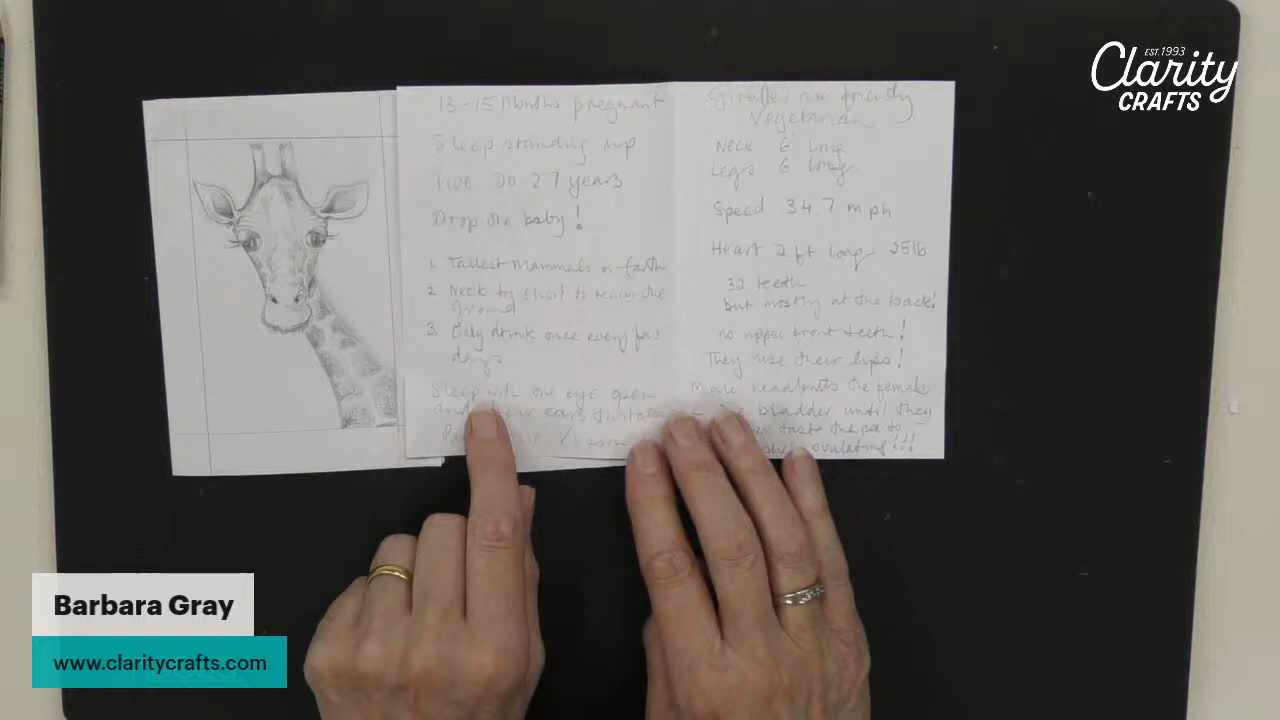 EST. 1993
Clarity
CRAFTS
13-15 Months pregnant
Sleep standing up
Live 20-27 years
Drop the baby!
1. Tallest Mammals on Earth
2. Neck too short to reach the
ground
3. Only drink once every few
days
Sleep with one eye open
and their ears
Giraffes are friendly
Vegetarian
Neck 6 Long
Legs 6 Long
Speed 34.7 mph
Heart 2 ft long 25lb
32 teeth
but mostly at the back!
no upper front teeth!
They use their lips!
Male headbutts the female
bladder until they
taste the pee to
ovulating!!!
Barbara Gray
www.claritycrafts.com